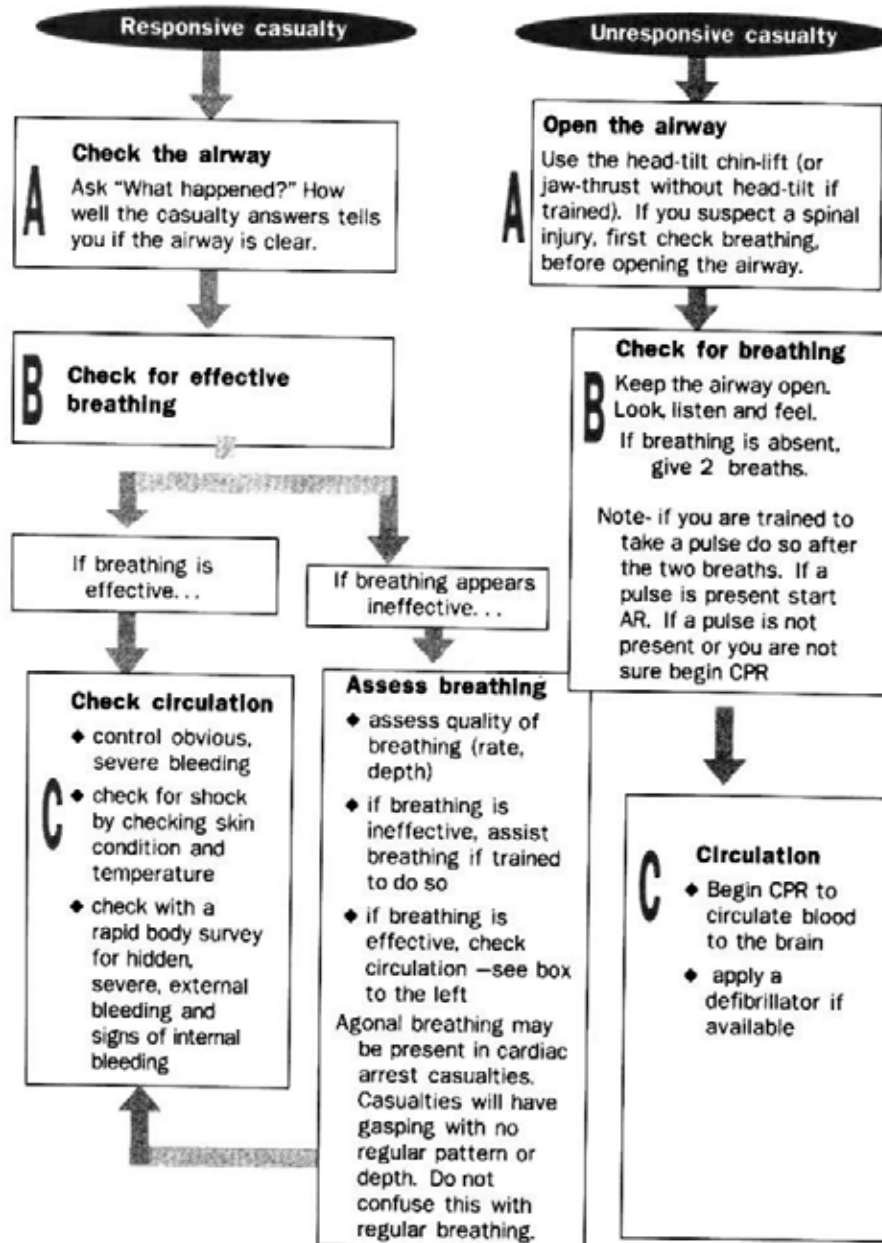 Responsive casualty
A
Check the airway
Ask "What happened?" How
well the casualty answers tells
you if the airway is clear.
B
Check for effective
breathing
If breathing is
effective. . .
If breathing appears
ineffective. . .
Check circulation
C
◆ control obvious,
severe bleeding
◆ check for shock
by checking skin
condition and
temperature
◆ check with a
rapid body survey
for hidden,
severe, external
bleeding and
signs of internal
bleeding
Assess breathing
◆ assess quality of
breathing (rate,
depth)
◆ if breathing is
ineffective, assist
breathing if trained
to do so
◆ if breathing is
effective, check
circulation —see box
to the left
Agonal breathing may
be present in cardiac
arrest casualties.
Casualties will have
gasping with no
regular pattern or
depth. Do not
confuse this with
regular breathing.
Unresponsive casualty
Open the airway
A
Use the head-tilt chin-lift (or
jaw-thrust without head-tilt if
trained). If you suspect a spinal
injury, first check breathing,
before opening the airway.
Check for breathing
B
Keep the airway open.
Look, listen and feel.
If breathing is absent,
give 2 breaths.
Note- if you are trained to
take a pulse do so after
the two breaths. If a
pulse is present start
AR. If a pulse is not
present or you are not
sure begin CPR
C
Circulation
◆ Begin CPR to
circulate blood
to the brain
◆ apply a
defibrillator if
available